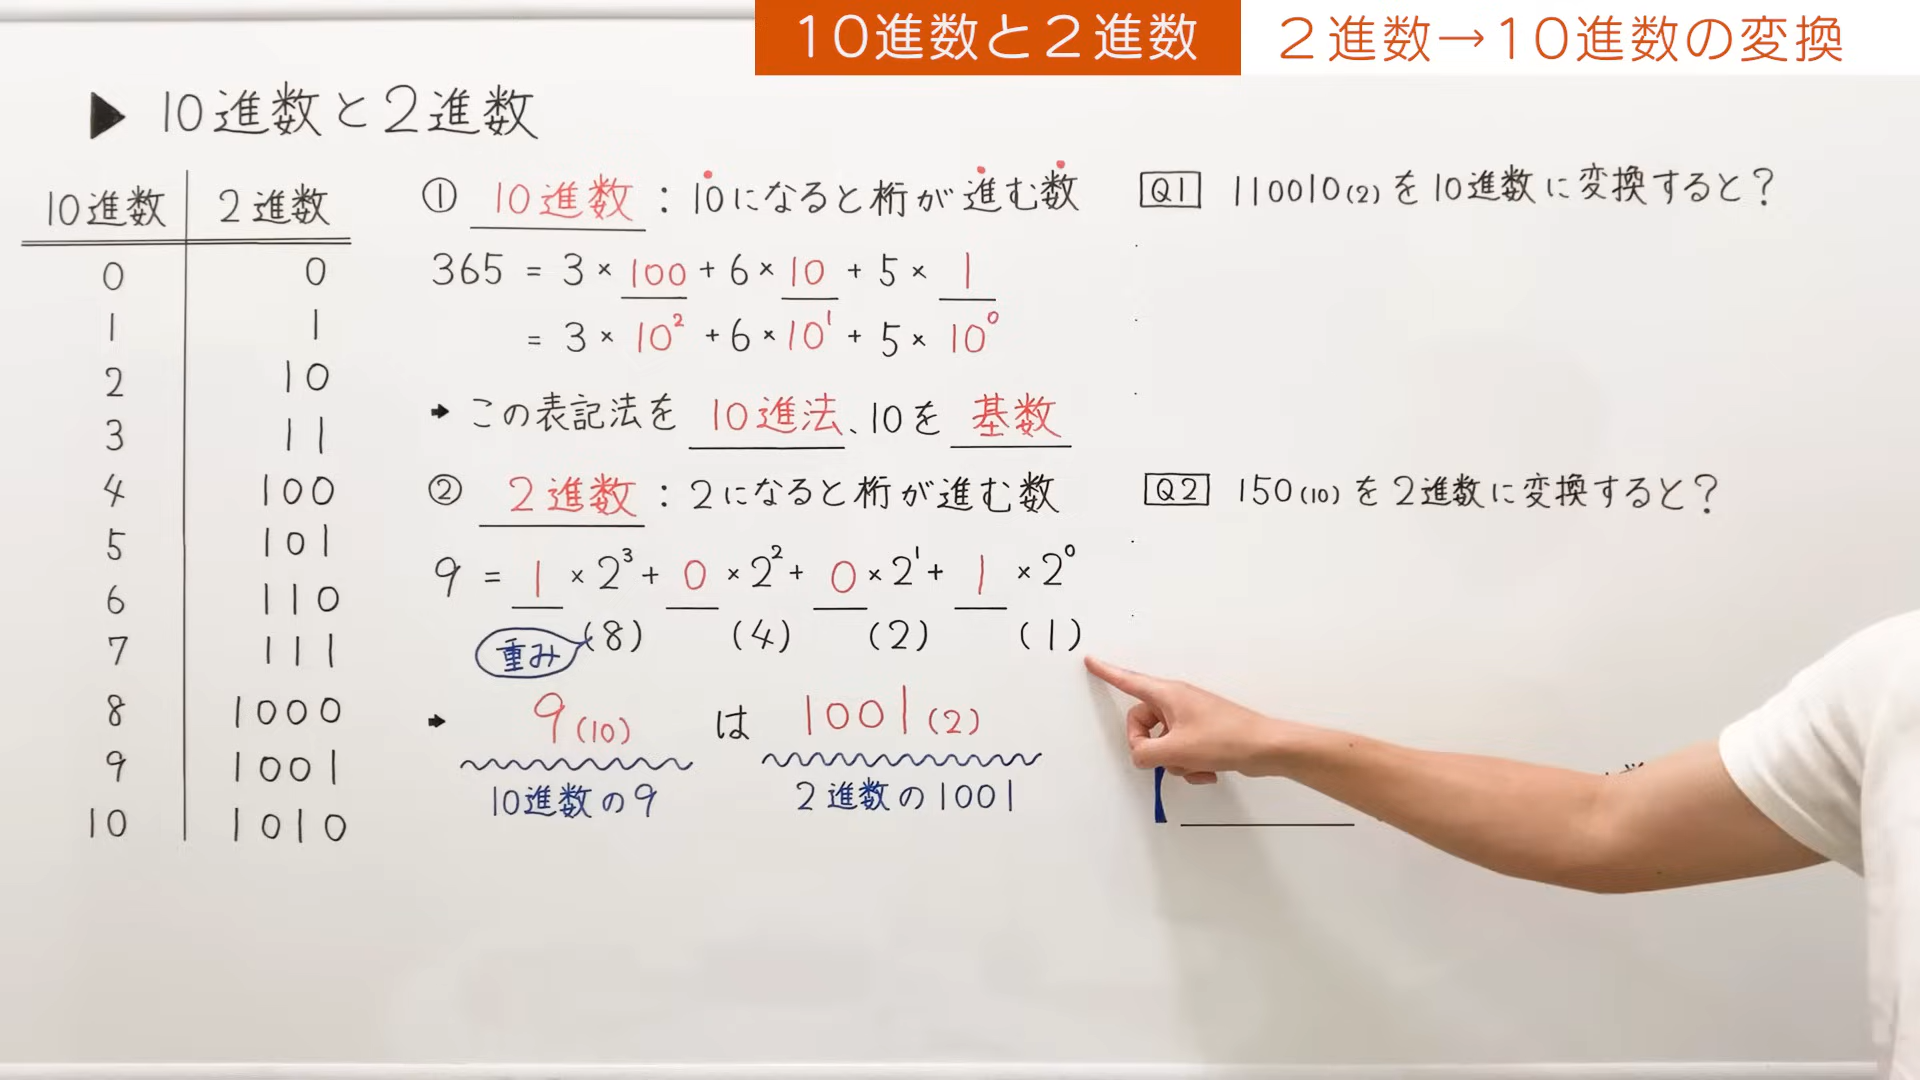 10進数と2進数
2進数→10進数の変換
▶ 10進数と2進数
10進数 2進数
0 0
1 1
2 10
3 11
4 100
5 101
6 110
7 111
8 1000
9 1001
10 1010
① 10進数 : 10になると桁が進む数
365 = 3 × 100 + 6 × 10 + 5 × 1
= 3 × 10² + 6 × 10¹ + 5 × 10⁰
➡ この表記法を 10進法、10を 基数
② 2進数 : 2になると桁が進む数
9 = 1 × 2³ + 0 × 2² + 0 × 2¹ + 1 × 2⁰
重み (8) (4) (2) (1)
➡ 9(10) は 1001(2)
10進数の9 2進数の1001
Q1 110010(2)を10進数に変換すると?
Q2 150(10)を2進数に変換すると?
【